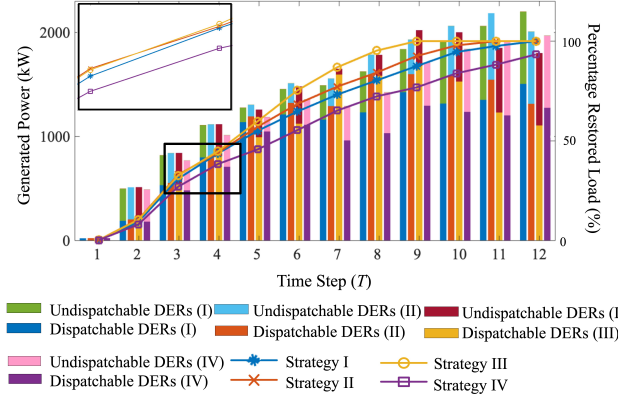 Generated Power (kW)
2000
1000
0
100
50
0
Percentage Restored Load (%)
1 2 3 4 5 6 7 8 9 10 11 12
Time Step (T)
Undispatchable DERs (I) Undispatchable DERs (II) Undispatchable DERs (I
Dispatchable DERs (I) Dispatchable DERs (II) Dispatchable DERs (III)
Undispatchable DERs (IV) Strategy I Strategy III
Dispatchable DERs (IV) Strategy II Strategy IV